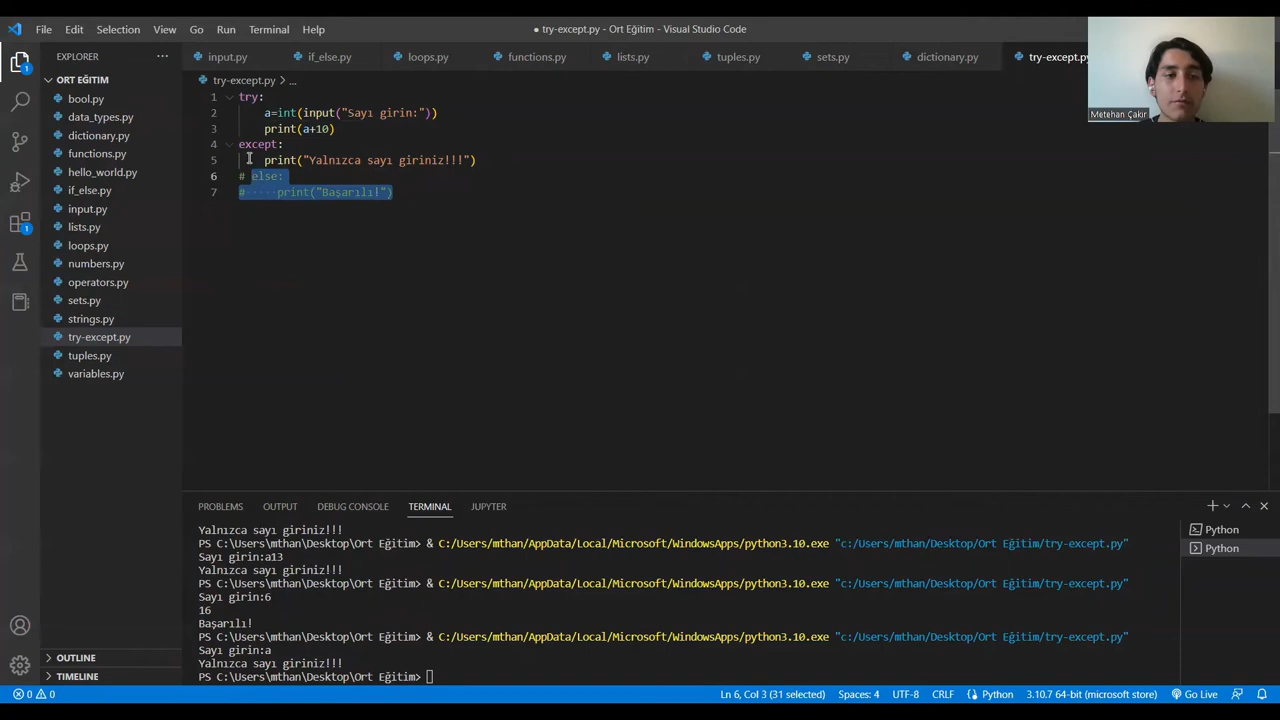 File Edit Selection View Go Run Terminal Help
● try-except.py - Ort Eğitim - Visual Studio Code
EXPLORER ···
input.py if_else.py loops.py functions.py lists.py tuples.py sets.py dictionary.py try-except.py
Metehan Çakır
ORT EĞİTİM
bool.py
data_types.py
dictionary.py
functions.py
hello_world.py
if_else.py
input.py
lists.py
loops.py
numbers.py
operators.py
sets.py
strings.py
try-except.py
tuples.py
variables.py
OUTLINE
TIMELINE
1
1
try-except.py > ...
1 try:
2 a=int(input("Sayı girin:"))
3 print(a+10)
4 except:
5 print("Yalnızca sayı giriniz!!!")
6 # else:
7 #     print("Başarılı!")
PROBLEMS OUTPUT DEBUG CONSOLE TERMINAL JUPYTER
Yalnızca sayı giriniz!!!
PS C:\Users\mthan\Desktop\Ort Eğitim> & C:/Users/mthan/AppData/Local/Microsoft/WindowsApps/python3.10.exe "c:/Users/mthan/Desktop/Ort Eğitim/try-except.py"
Sayı girin:a13
Yalnızca sayı giriniz!!!
PS C:\Users\mthan\Desktop\Ort Eğitim> & C:/Users/mthan/AppData/Local/Microsoft/WindowsApps/python3.10.exe "c:/Users/mthan/Desktop/Ort Eğitim/try-except.py"
Sayı girin:6
16
Başarılı!
PS C:\Users\mthan\Desktop\Ort Eğitim> & C:/Users/mthan/AppData/Local/Microsoft/WindowsApps/python3.10.exe "c:/Users/mthan/Desktop/Ort Eğitim/try-except.py"
Sayı girin:a
Yalnızca sayı giriniz!!!
PS C:\Users\mthan\Desktop\Ort Eğitim>
Python
Python
0 0 Ln 6, Col 3 (31 selected) Spaces: 4 UTF-8 CRLF Python 3.10.7 64-bit (microsoft store) Go Live